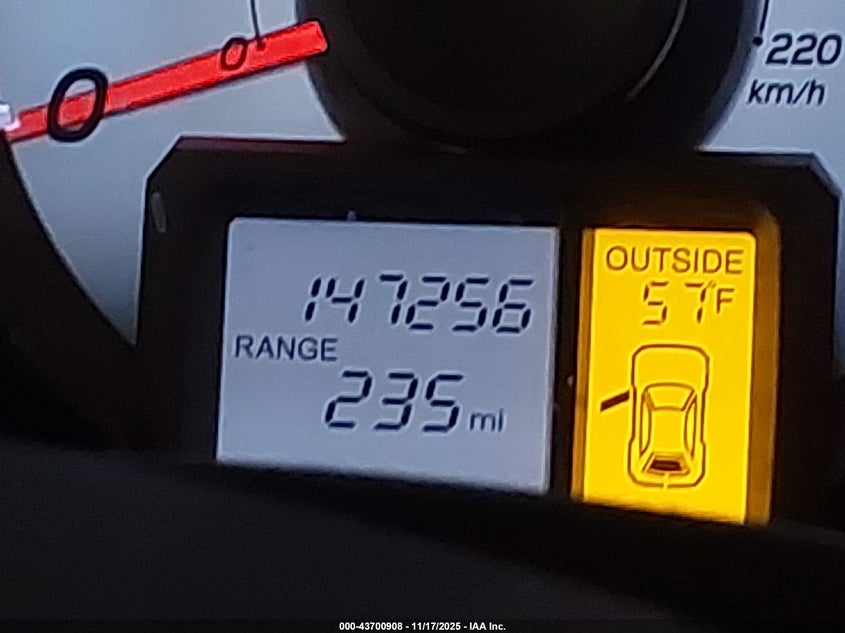 0
0
220
km/h
147256
RANGE
235 mi
OUTSIDE
57°F
000-43700908 - 11/17/2025 - IAA Inc.